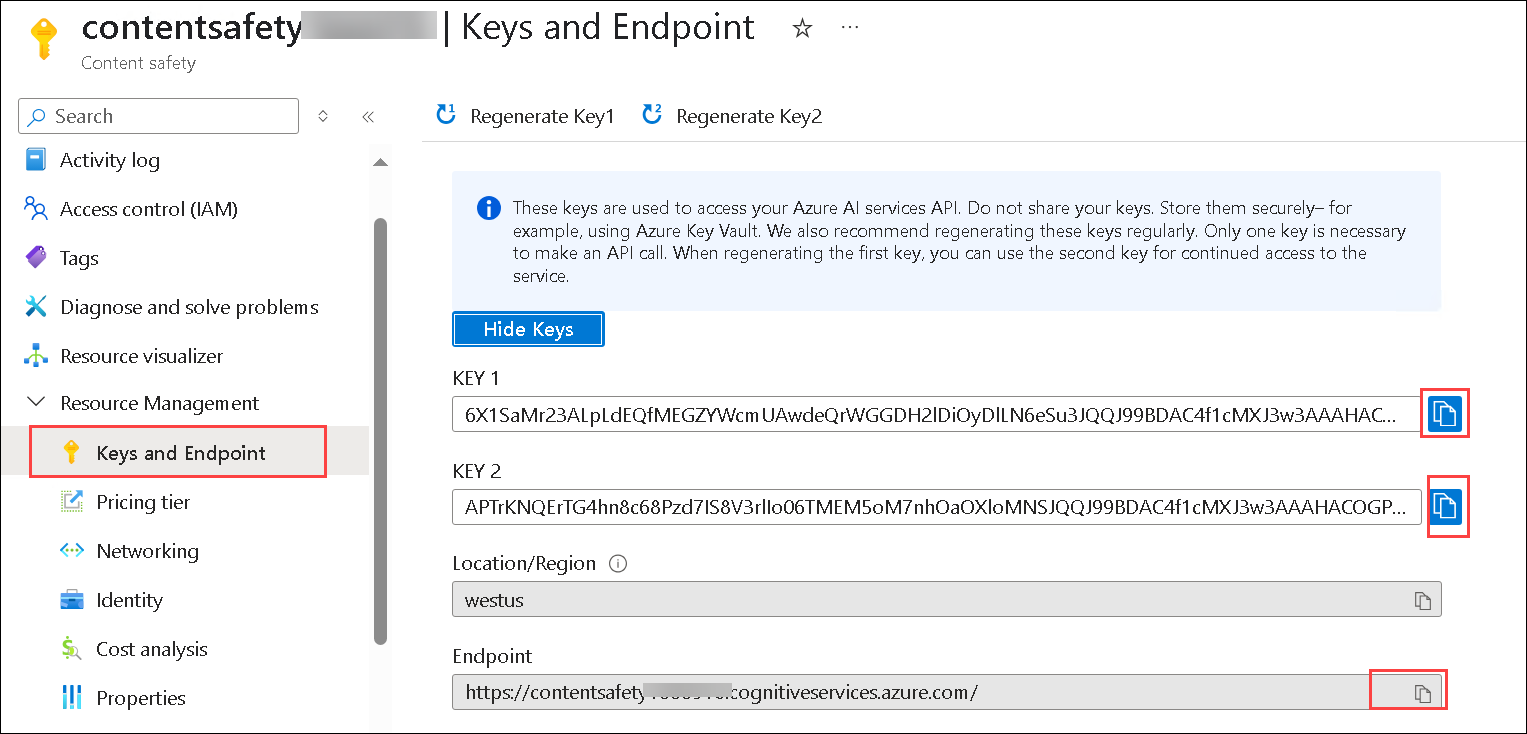 contentsafety | Keys and Endpoint
Content safety
Search
Regenerate Key1
Regenerate Key2
Activity log
Access control (IAM)
Tags
Diagnose and solve problems
Resource visualizer
Resource Management
Keys and Endpoint
Pricing tier
Networking
Identity
Cost analysis
Properties
These keys are used to access your Azure AI services API. Do not share your keys. Store them securely– for
example, using Azure Key Vault. We also recommend regenerating these keys regularly. Only one key is necessary
to make an API call. When regenerating the first key, you can use the second key for continued access to the
service.
Hide Keys
KEY 1
6X1SaMr23ALpLdEQfMEGZYWcmUAwdeQrWGGDH2lDiOyDlLN6eSu3JQQJ99BDAC4f1cMXJ3w3AAAHAC...
KEY 2
APTrKNQErTG4hn8c68Pzd7lS8V3rlIo06TMEM5oM7nhOaOXloMNSJQQJ99BDAC4f1cMXJ3w3AAAHACOGP...
Location/Region
westus
Endpoint
https://contentsafety .cognitiveservices.azure.com/